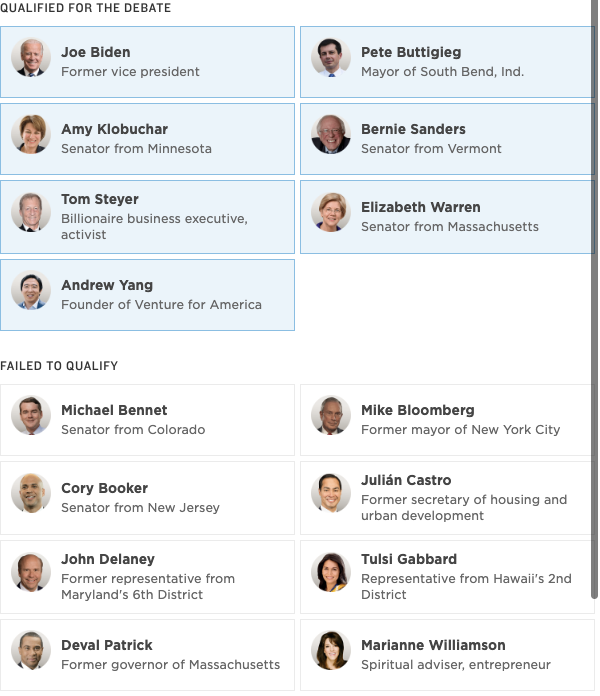 QUALIFIED FOR THE DEBATE
Joe Biden
Former vice president
Pete Buttigieg
Mayor of South Bend, Ind.
Amy Klobuchar
Senator from Minnesota
Bernie Sanders
Senator from Vermont
Tom Steyer
Billionaire business executive,
activist
Elizabeth Warren
Senator from Massachusetts
Andrew Yang
Founder of Venture for America
FAILED TO QUALIFY
Michael Bennet
Senator from Colorado
Mike Bloomberg
Former mayor of New York City
Cory Booker
Senator from New Jersey
Julián Castro
Former secretary of housing and
urban development
John Delaney
Former representative from
Maryland's 6th District
Tulsi Gabbard
Representative from Hawaii's 2nd
District
Deval Patrick
Former governor of Massachusetts
Marianne Williamson
Spiritual adviser, entrepreneur